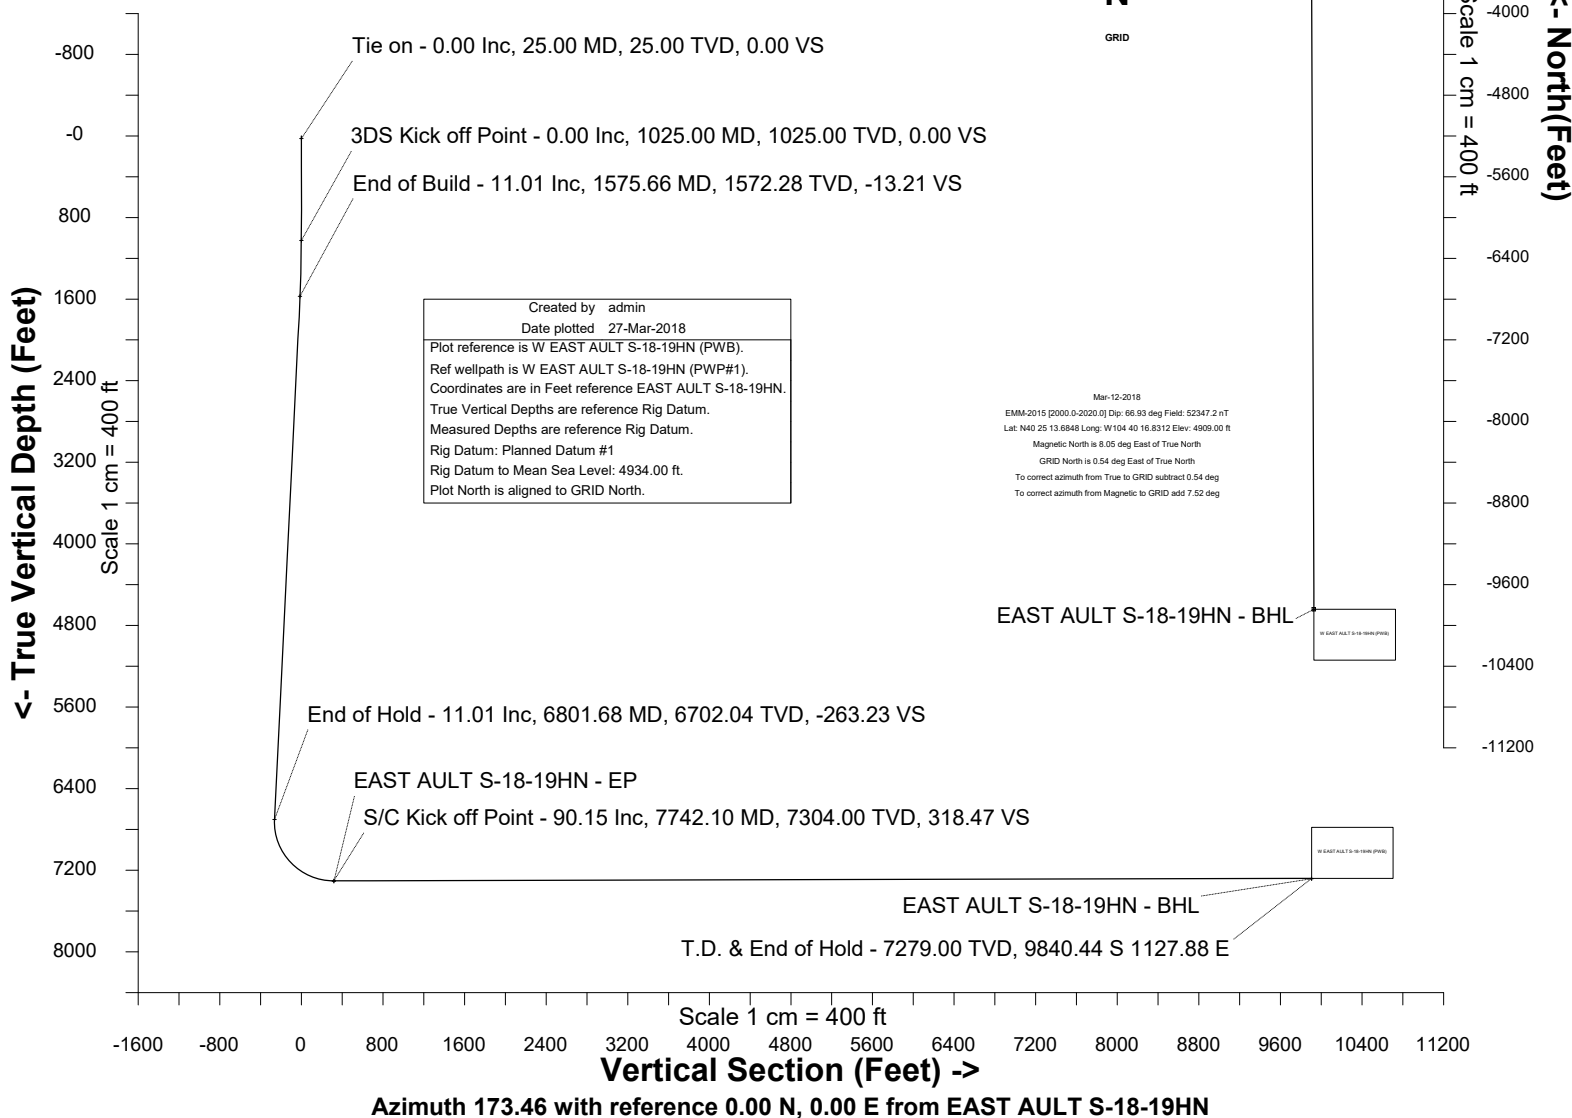 N
GRID
Tie on - 0.00 Inc, 25.00 MD, 25.00 TVD, 0.00 VS
3DS Kick off Point - 0.00 Inc, 1025.00 MD, 1025.00 TVD, 0.00 VS
End of Build - 11.01 Inc, 1575.66 MD, 1572.28 TVD, -13.21 VS
<- True Vertical Depth (Feet)
Scale 1 cm = 400 ft
-800
-0
800
1600
2400
3200
4000
4800
5600
6400
7200
8000
Created by admin
Date plotted 27-Mar-2018
Plot reference is W EAST AULT S-18-19HN (PWB).
Ref wellpath is W EAST AULT S-18-19HN (PWP#1).
Coordinates are in Feet reference EAST AULT S-18-19HN.
True Vertical Depths are reference Rig Datum.
Measured Depths are reference Rig Datum.
Rig Datum: Planned Datum #1
Rig Datum to Mean Sea Level: 4934.00 ft.
Plot North is aligned to GRID North.
Mar-12-2018
EMM-2015 [2000.0-2020.0] Dip: 66.93 deg Field: 52347.2 nT
Lat: N40 25 13.6848 Long: W104 40 16.8312 Elev: 4909.00 ft
Magnetic North is 8.05 deg East of True North
GRID North is 0.54 deg East of True North
To correct azimuth from True to GRID subtract 0.54 deg
To correct azimuth from Magnetic to GRID add 7.52 deg
Scale 1 cm = 400 ft
<- North(Feet)
-4000
-4800
-5600
-6400
-7200
-8000
-8800
-9600
-10400
-11200
EAST AULT S-18-19HN - BHL
W EAST AULT S-18-19HN (PWB)
End of Hold - 11.01 Inc, 6801.68 MD, 6702.04 TVD, -263.23 VS
EAST AULT S-18-19HN - EP
S/C Kick off Point - 90.15 Inc, 7742.10 MD, 7304.00 TVD, 318.47 VS
W EAST AULT S-18-19HN (PWB)
EAST AULT S-18-19HN - BHL
T.D. & End of Hold - 7279.00 TVD, 9840.44 S 1127.88 E
Scale 1 cm = 400 ft
-1600 -800 0 800 1600 2400 3200 4000 4800 5600 6400 7200 8000 8800 9600 10400 11200
Vertical Section (Feet) ->
Azimuth 173.46 with reference 0.00 N, 0.00 E from EAST AULT S-18-19HN